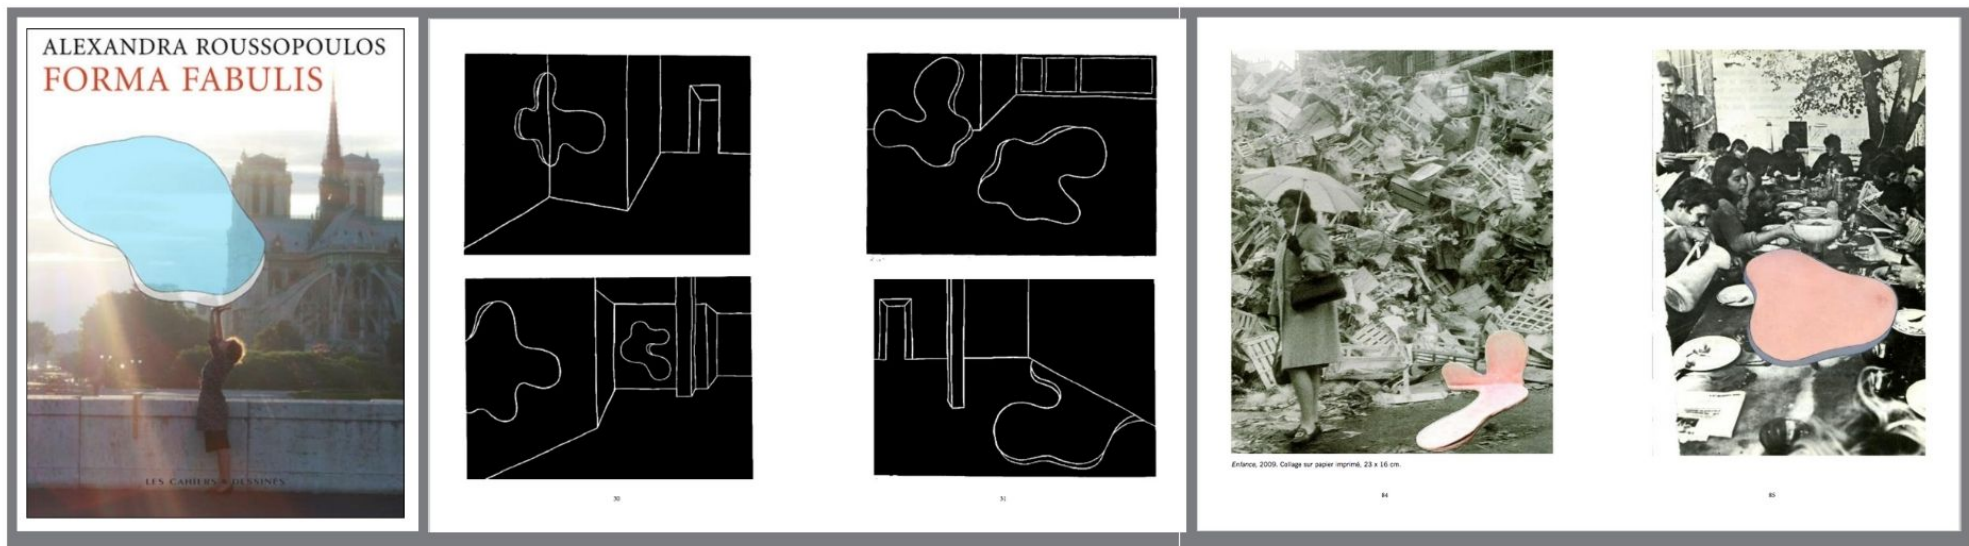 ALEXANDRA ROUSSOPOULOS
FORMA FABULIS
LES CAHIERS DESSINÉS
30
31
Enfance, 2009. Collage sur papier imprimé, 23 x 16 cm.
84
85